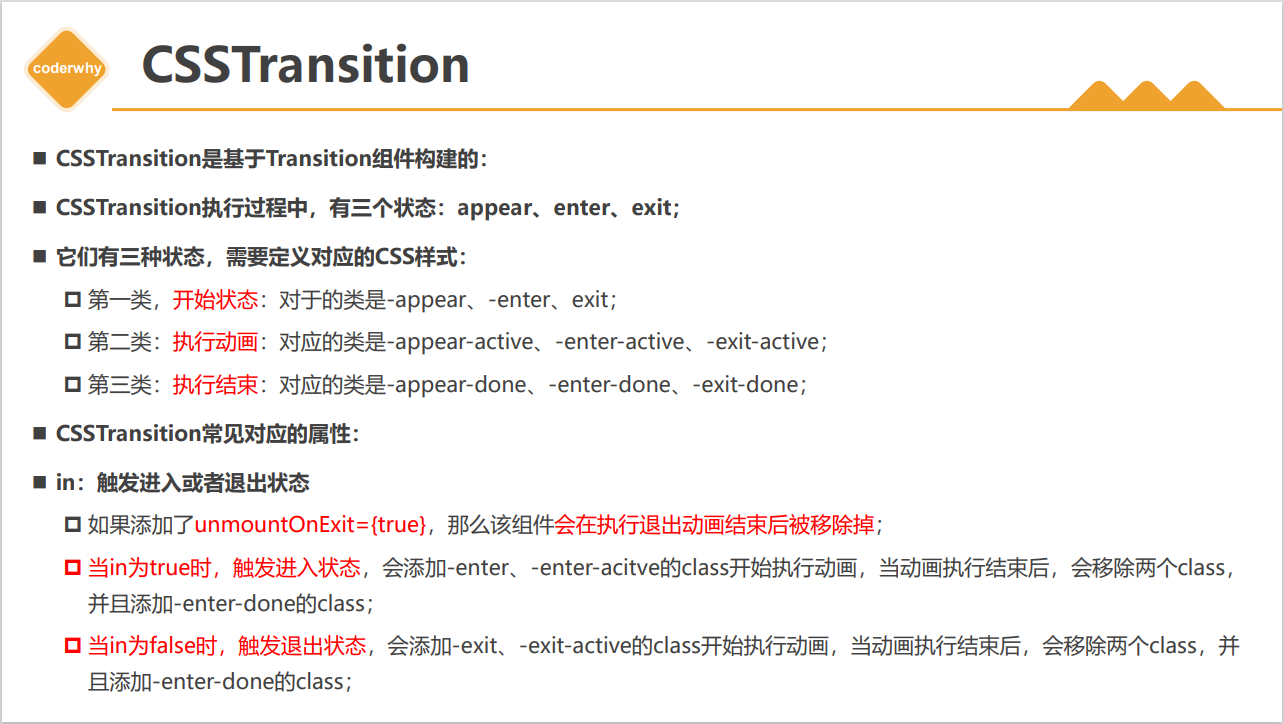 coderwhy
CSSTransition
CSSTransition是基于Transition组件构建的：
CSSTransition执行过程中，有三个状态：appear、enter、exit；
它们有三种状态，需要定义对应的CSS样式：
第一类，开始状态：对于的类是-appear、-enter、exit；
第二类：执行动画：对应的类是-appear-active、-enter-active、-exit-active；
第三类：执行结束：对应的类是-appear-done、-enter-done、-exit-done；
CSSTransition常见对应的属性：
in：触发进入或者退出状态
如果添加了unmountOnExit={true}，那么该组件会在执行退出动画结束后被移除掉；
当in为true时，触发进入状态，会添加-enter、-enter-acitve的class开始执行动画，当动画执行结束后，会移除两个class，
并且添加-enter-done的class；
当in为false时，触发退出状态，会添加-exit、-exit-active的class开始执行动画，当动画执行结束后，会移除两个class，并
且添加-enter-done的class；